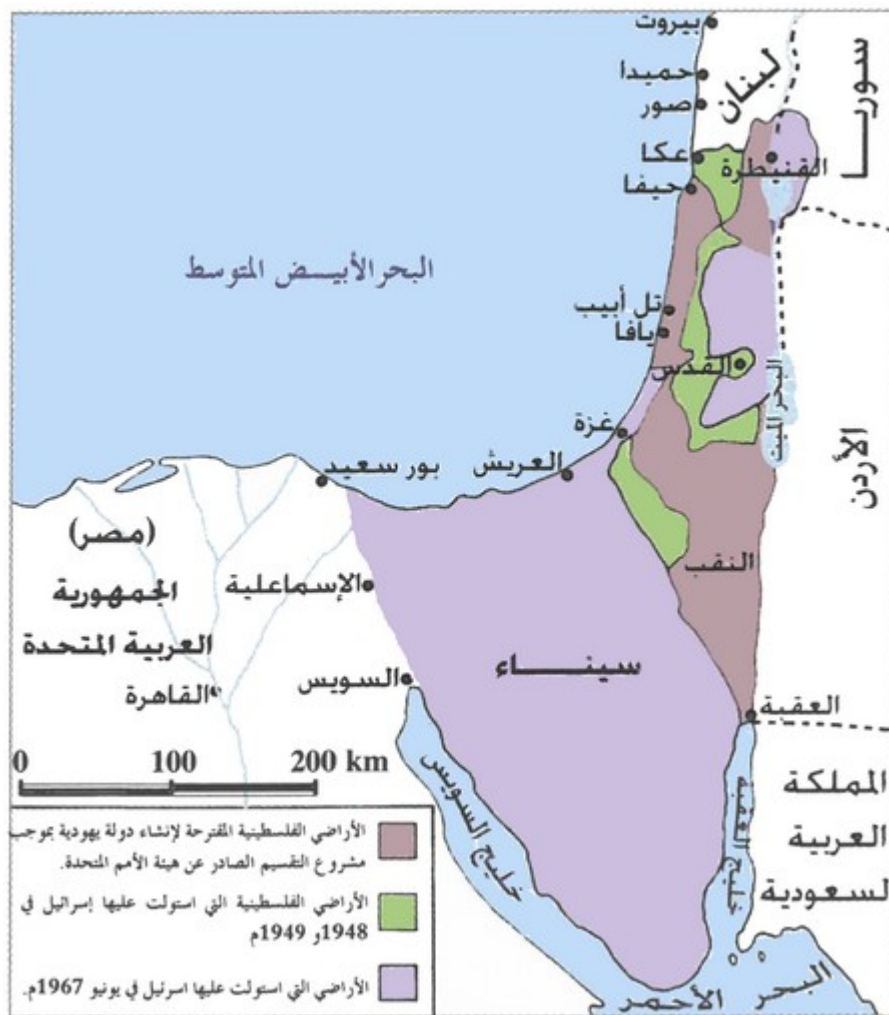 بيروت
حميدا
صور
لبنان
سوريا
عكا
القنيطرة
حيفا
البحر الأبيض المتوسط
تل أبيب
يافا
القدس
البحر الميت
غزة
العريش
بور سعيد
الأردن
(مصر)
الجمهورية
العربية المتحدة
القاهرة
الإسماعلية
النقب
سينـــــاء
السويس
العقبة
0 100 200 km
خليج السويس
خليج العقبة
المملكة
العربية
لسعودية
البحر الأحمر
الأراضي الفلسطينية المقترحة لإنشاء دولة يهودية بموجب
مشروع التقسيم الصادر عن هيئة الأمم المتحدة.
الأراضي الفلسطينية التي استولت عليها إسرائيل في
1948و 1949م
الأراضي التي استولت عليها اسرئيل في يونيو 1967م.